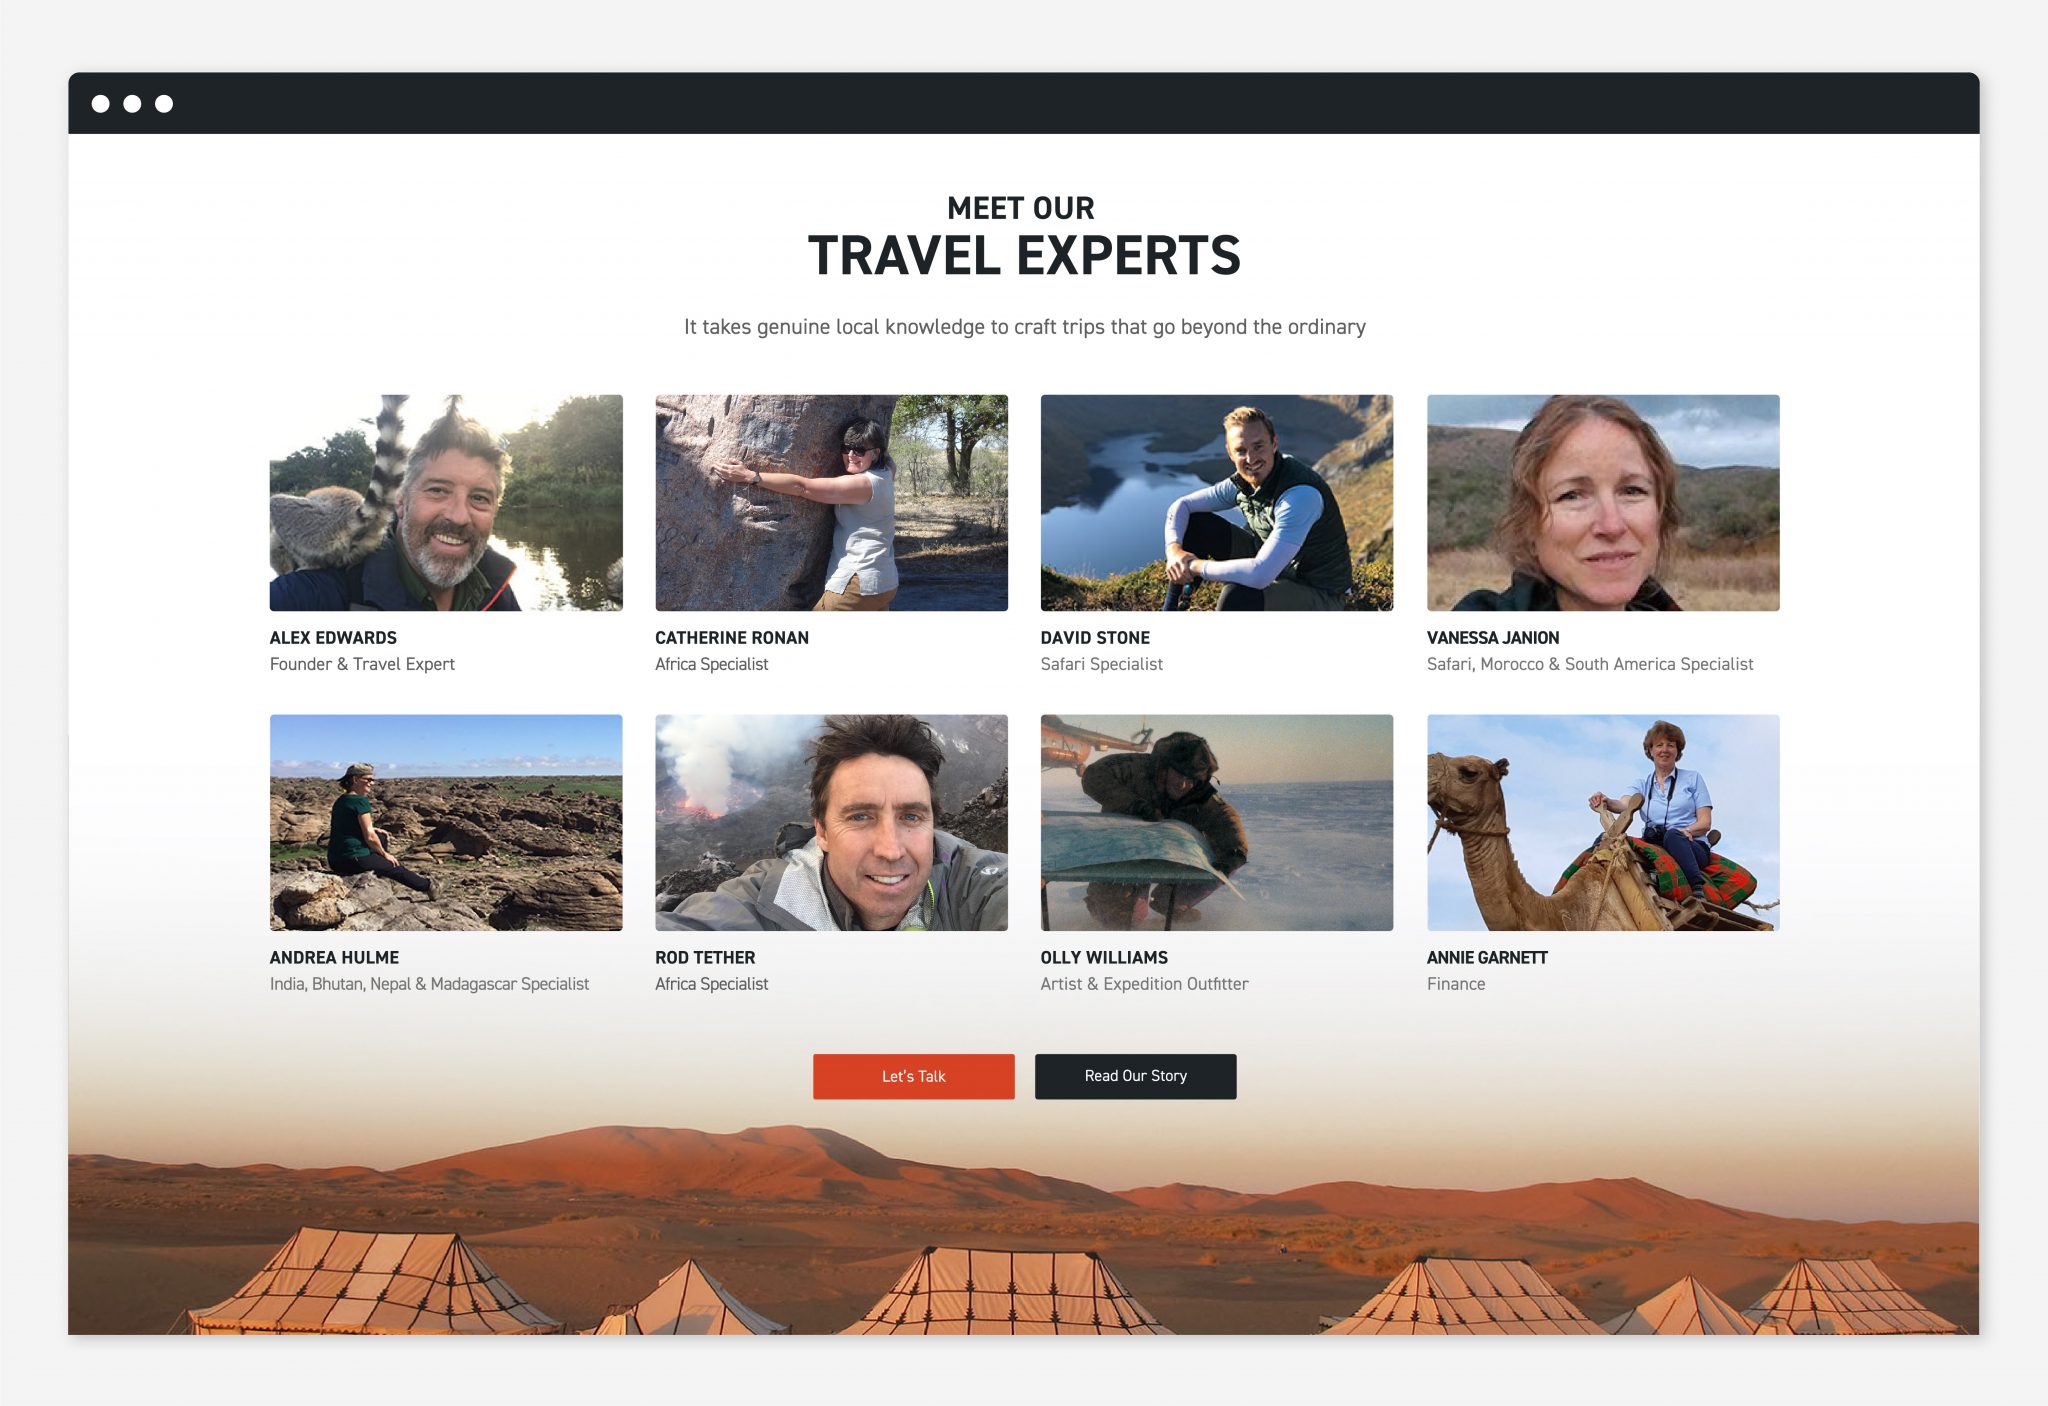 MEET OUR
TRAVEL EXPERTS
It takes genuine local knowledge to craft trips that go beyond the ordinary
ALEX EDWARDS
Founder & Travel Expert
CATHERINE RONAN
Africa Specialist
DAVID STONE
Safari Specialist
VANESSA JANION
Safari, Morocco & South America Specialist
ANDREA HULME
India, Bhutan, Nepal & Madagascar Specialist
ROD TETHER
Africa Specialist
OLLY WILLIAMS
Artist & Expedition Outfitter
ANNIE GARNETT
Finance
Let's Talk
Read Our Story